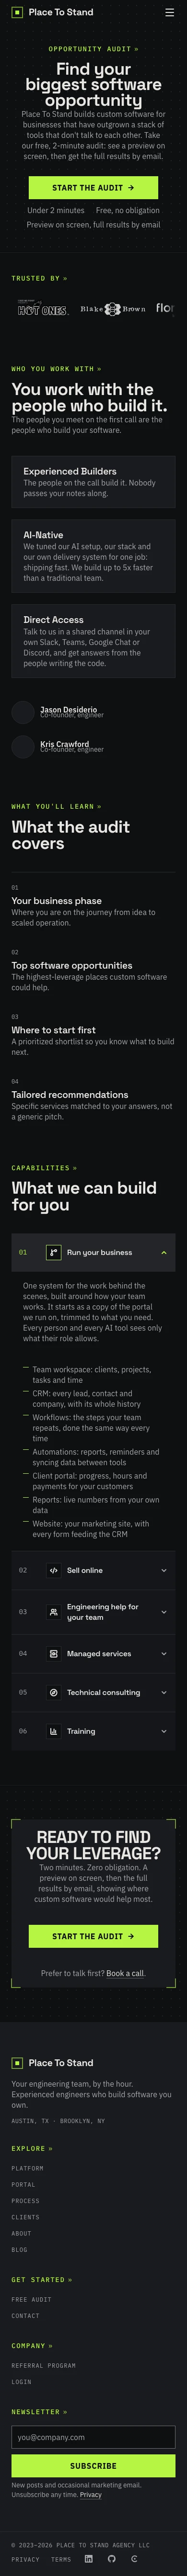 Place To Stand
OPPORTUNITY AUDIT »
Find your
biggest software
opportunity
Place To Stand builds custom software for
businesses that have outgrown a stack of
tools that don't talk to each other. Take
our free, 2-minute audit: see a preview on
screen, then get the full results by email.
START THE AUDIT →
Under 2 minutes Free, no obligation
Preview on screen, full results by email
TRUSTED BY »
HOT ONES
Blake Brown
flor
WHO YOU WORK WITH »
You work with the
people who build it.
The people you meet on the first call are the
people who build your software.
Experienced Builders
The people on the call build it. Nobody
passes your notes along.
AI-Native
We tuned our AI setup, our stack and
our own delivery system for one job:
shipping fast. We build up to 5x faster
than a traditional team.
Direct Access
Talk to us in a shared channel in your
own Slack, Teams, Google Chat or
Discord, and get answers from the
people writing the code.
Jason Desiderio
Co-founder, engineer
Kris Crawford
Co-founder, engineer
WHAT YOU'LL LEARN »
What the audit
covers
01
Your business phase
Where you are on the journey from idea to
scaled operation.
02
Top software opportunities
The highest-leverage places custom software
could help.
03
Where to start first
A prioritized shortlist so you know what to build
next.
04
Tailored recommendations
Specific services matched to your answers, not
a generic pitch.
CAPABILITIES »
What we can build
for you
01 Run your business
One system for the work behind the
scenes, built around how your team
works. It starts as a copy of the portal
we run on, trimmed to what you need.
Every person and every AI tool sees only
what their role allows.
Team workspace: clients, projects,
tasks and time
CRM: every lead, contact and
company, with its whole history
Workflows: the steps your team
repeats, done the same way every
time
Automations: reports, reminders and
syncing data between tools
Client portal: progress, hours and
payments for your customers
Reports: live numbers from your own
data
Website: your marketing site, with
every form feeding the CRM
02 Sell online
03 Engineering help for
your team
04 Managed services
05 Technical consulting
06 Training
READY TO FIND
YOUR LEVERAGE?
Two minutes. Zero obligation. A
preview on screen, then the full
results by email, showing where
custom software would help most.
START THE AUDIT →
Prefer to talk first? Book a call.
Place To Stand
Your engineering team, by the hour.
Experienced engineers who build software you
own.
AUSTIN, TX · BROOKLYN, NY
EXPLORE »
PLATFORM
PORTAL
PROCESS
CLIENTS
ABOUT
BLOG
GET STARTED »
FREE AUDIT
CONTACT
COMPANY »
REFERRAL PROGRAM
LOGIN
NEWSLETTER »
you@company.com
SUBSCRIBE
New posts and occasional marketing email.
Unsubscribe any time. Privacy
© 2023–2026 PLACE TO STAND AGENCY LLC
PRIVACY TERMS